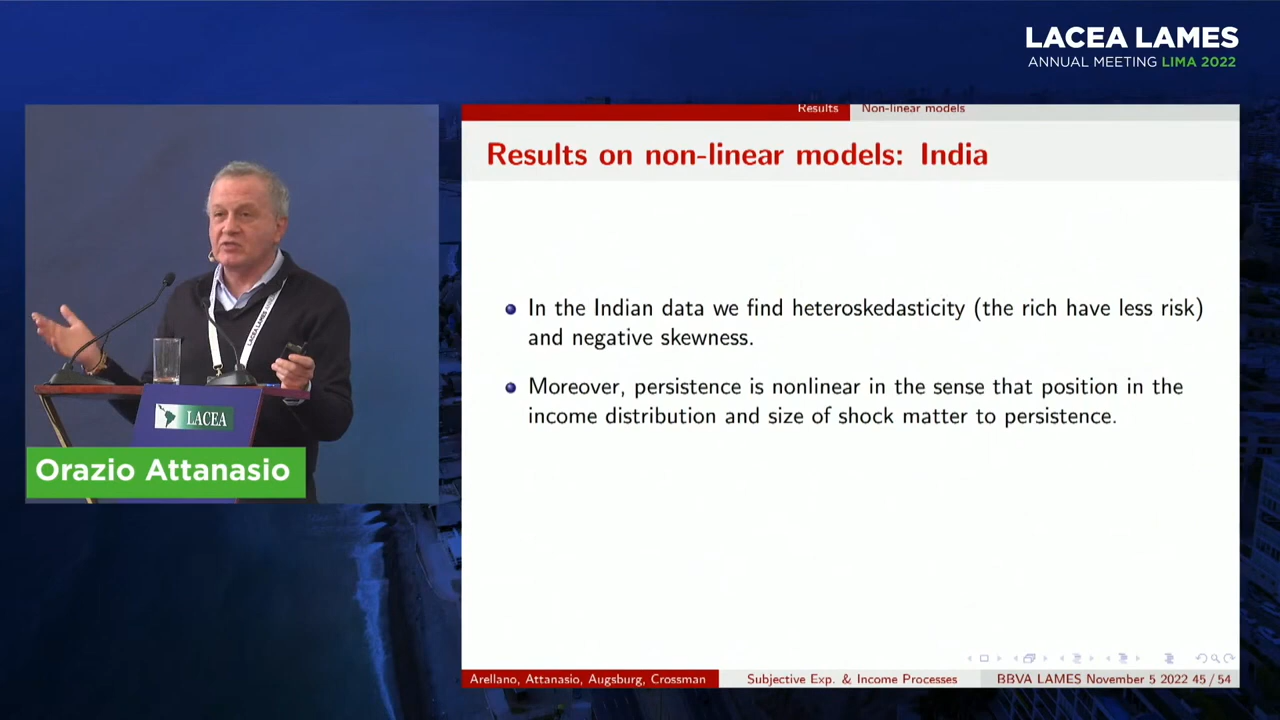 LACEA LAMES
ANNUAL MEETING LIMA 2022
Results Non-linear models
Results on non-linear models: India
In the Indian data we find heteroskedasticity (the rich have less risk)
and negative skewness.
Moreover, persistence is nonlinear in the sense that position in the
income distribution and size of shock matter to persistence.
LACEA LAMES
LACEA
Orazio Attanasio
Arellano, Attanasio, Augsburg, Crossman Subjective Exp. & Income Processes BBVA LAMES November 5 2022 45 / 54